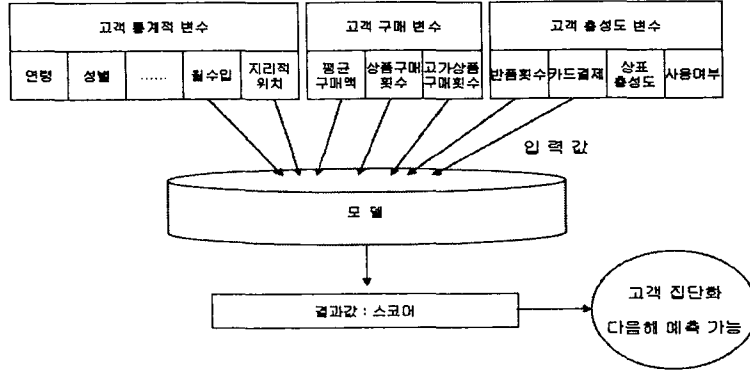 고객 통계적 변수
고객 구매 변수
고객 충성도 변수
연령
성별
......
월수입
지리적
위치
평균
구매액
상품구매
횟수
고가상품
구매횟수
반품횟수
카드결제
상표
충성도
사용여부
입력값
모델
결과값 : 스코어
고객 집단화
다음해 예측 가능